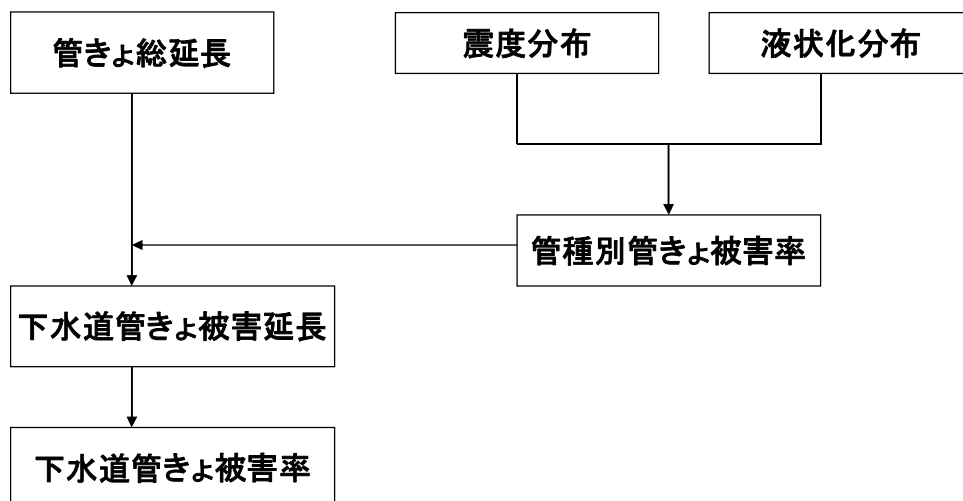 管きょ総延長
震度分布
液状化分布
管種別管きょ被害率
下水道管きょ被害延長
下水道管きょ被害率